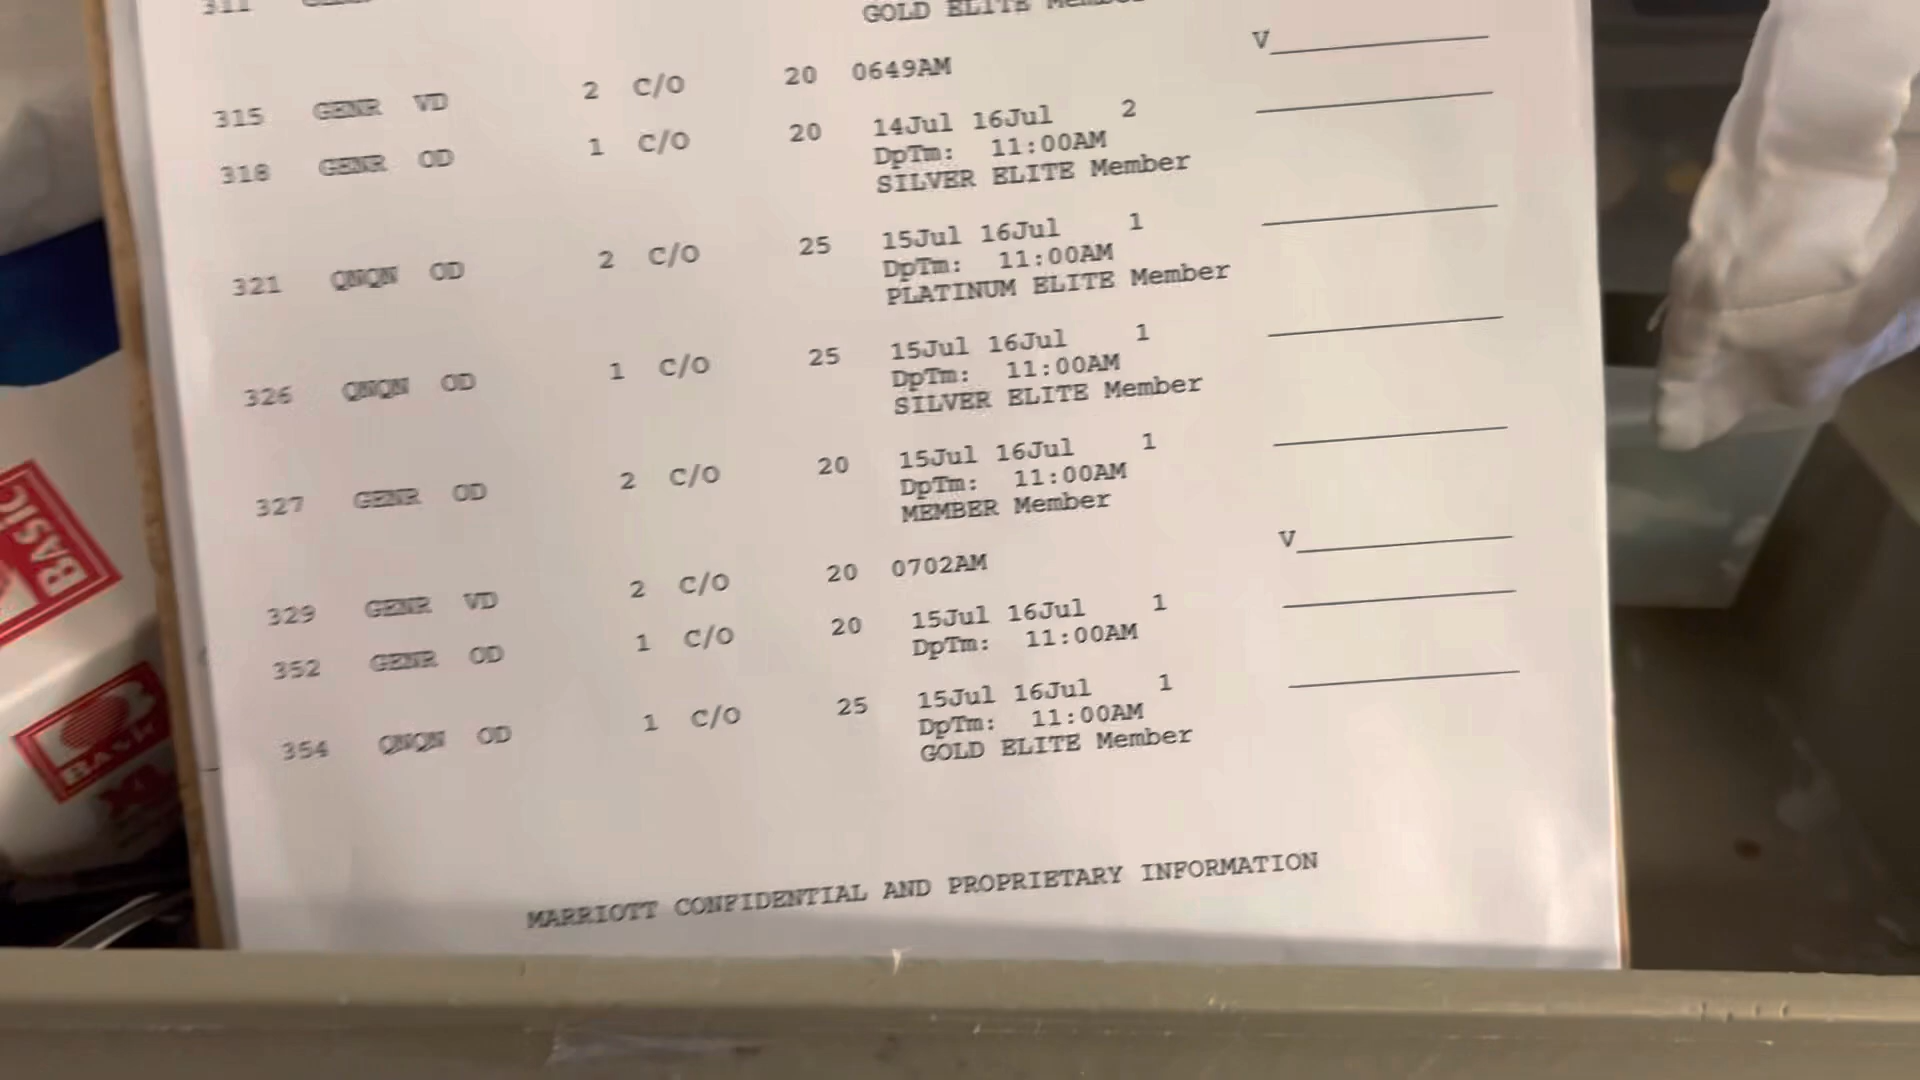 311 GENR GOLD ELITE Member
315 GENR VD 2 C/O 20 0649AM V
318 GENR OD 1 C/O 20 14Jul 16Jul 2
DpTm: 11:00AM
SILVER ELITE Member
321 QNQN OD 2 C/O 25 15Jul 16Jul 1
DpTm: 11:00AM
PLATINUM ELITE Member
326 QNQN OD 1 C/O 25 15Jul 16Jul 1
DpTm: 11:00AM
SILVER ELITE Member
327 GENR OD 2 C/O 20 15Jul 16Jul 1
DpTm: 11:00AM
MEMBER Member
329 GENR VD 2 C/O 20 0702AM V
352 GENR OD 1 C/O 20 15Jul 16Jul 1
DpTm: 11:00AM
354 QNQN OD 1 C/O 25 15Jul 16Jul 1
DpTm: 11:00AM
GOLD ELITE Member
MARRIOTT CONFIDENTIAL AND PROPRIETARY INFORMATION
BASIC
BASIC